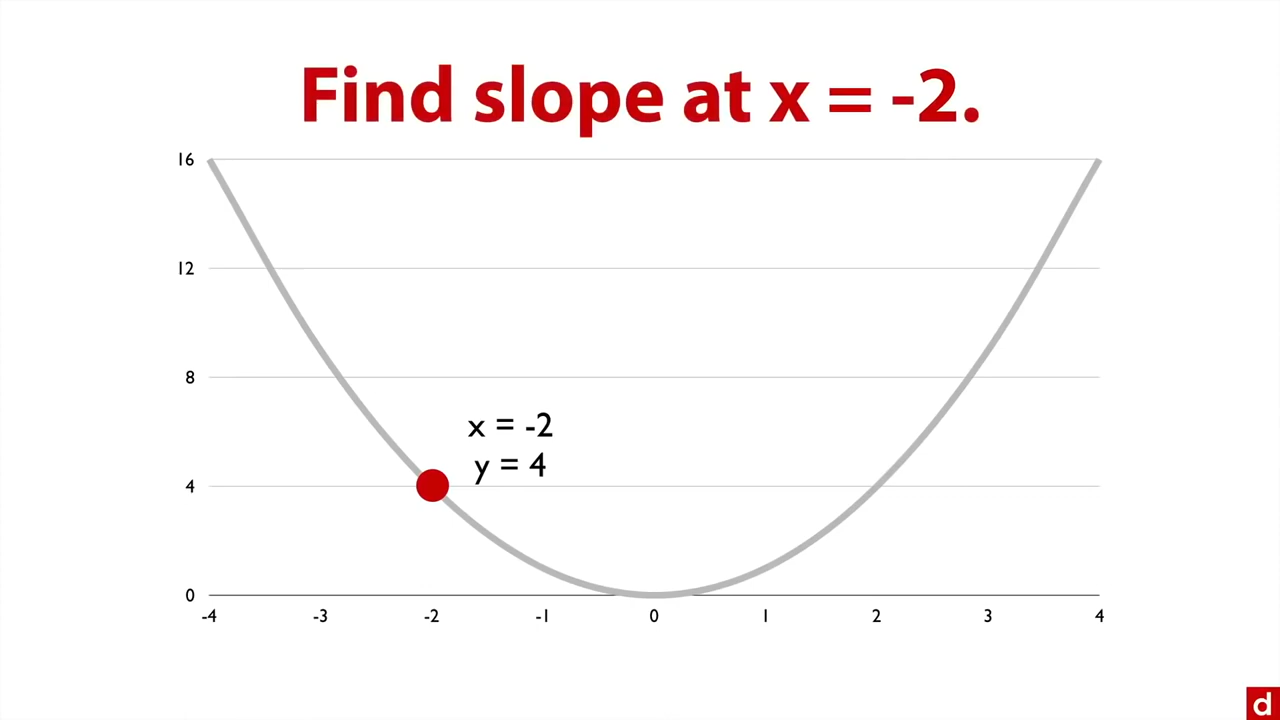 Find slope at x = -2.
16
12
8
x = -2
y = 4
4
0
-4 -3 -2 -1 0 1 2 3 4
d